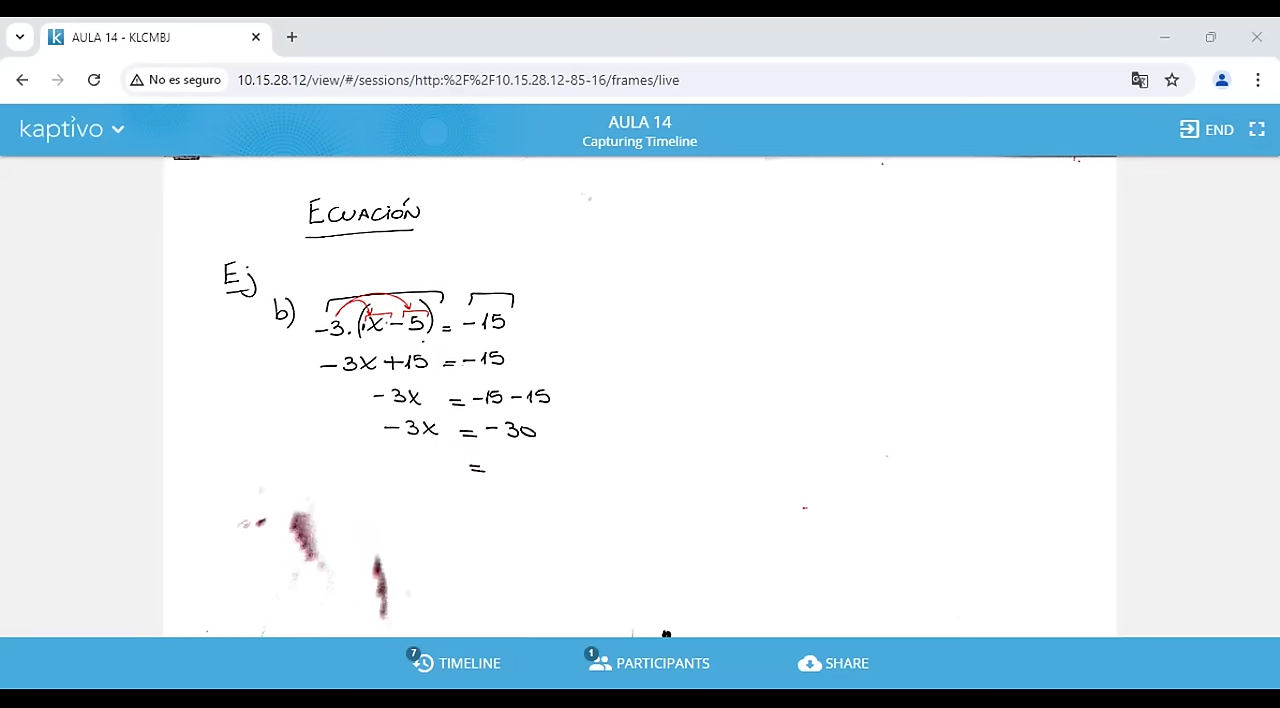 AULA 14 - KLCMBJ
No es seguro 10.15.28.12/view/#/sessions/http:%2F%2F10.15.28.12-85-16/frames/live
kaptivo
AULA 14
Capturing Timeline
END
ECUACIÓN
Ej
b) -3.(x-5) = -15
-3x+15 = -15
-3x = -15-15
-3x = -30
=
7 TIMELINE
1 PARTICIPANTS
SHARE